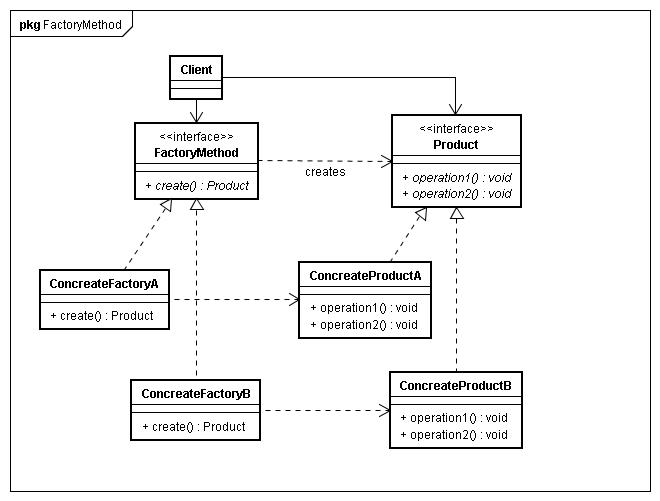 pkg FactoryMethod
Client
<<interface>>
FactoryMethod
+ create() : Product
<<interface>>
Product
+ operation1() : void
+ operation2() : void
creates
ConcreateFactoryA
+ create() : Product
ConcreateProductA
+ operation1() : void
+ operation2() : void
ConcreateFactoryB
+ create() : Product
ConcreateProductB
+ operation1() : void
+ operation2() : void